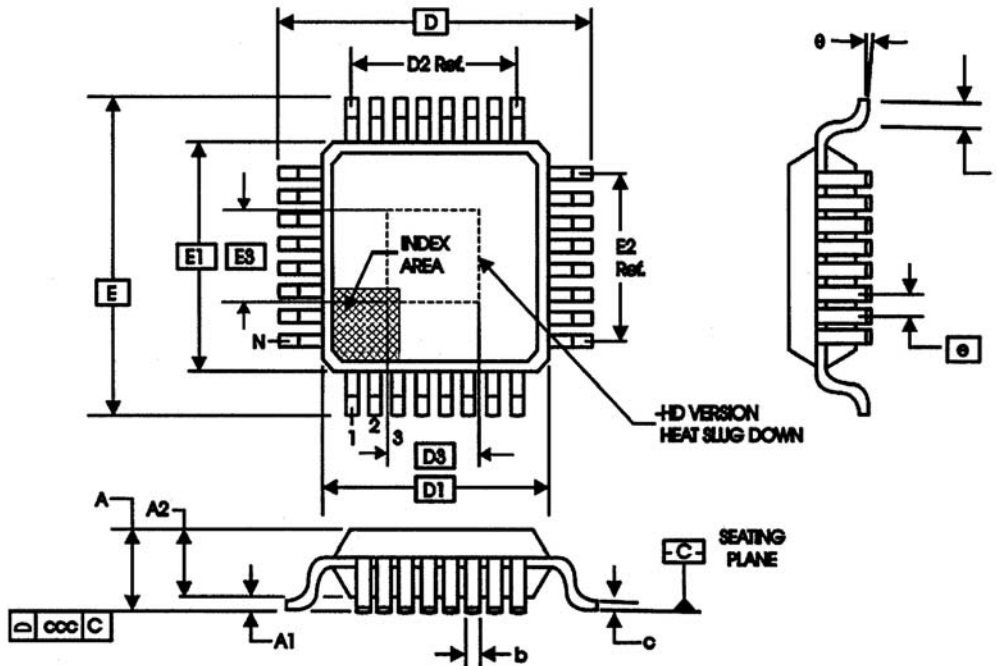 D
D2 Ref.
θ
E1
E3
E
INDEX
AREA
E2
Ref.
N
e
1
2
3
-HD VERSION
HEAT SLUG DOWN
D3
D1
A
A2
SEATING
PLANE
-C-
ccc C
A1
b
c